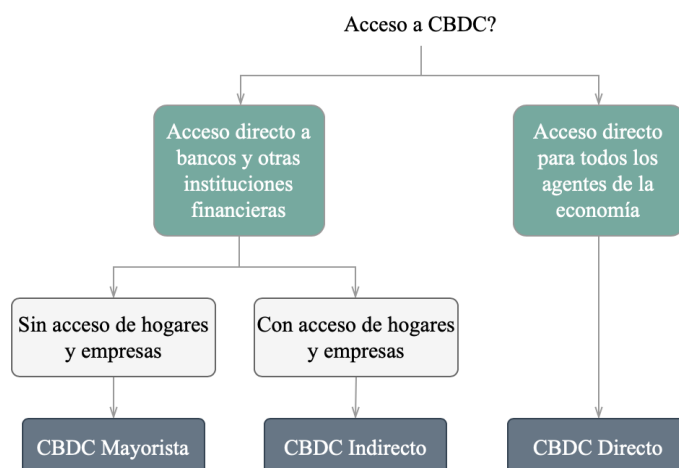 Acceso a CBDC?
Acceso directo a
bancos y otras
instituciones
financieras
Acceso directo
para todos los
agentes de la
economía
Sin acceso de hogares
y empresas
Con acceso de hogares
y empresas
CBDC Mayorista
CBDC Indirecto
CBDC Directo